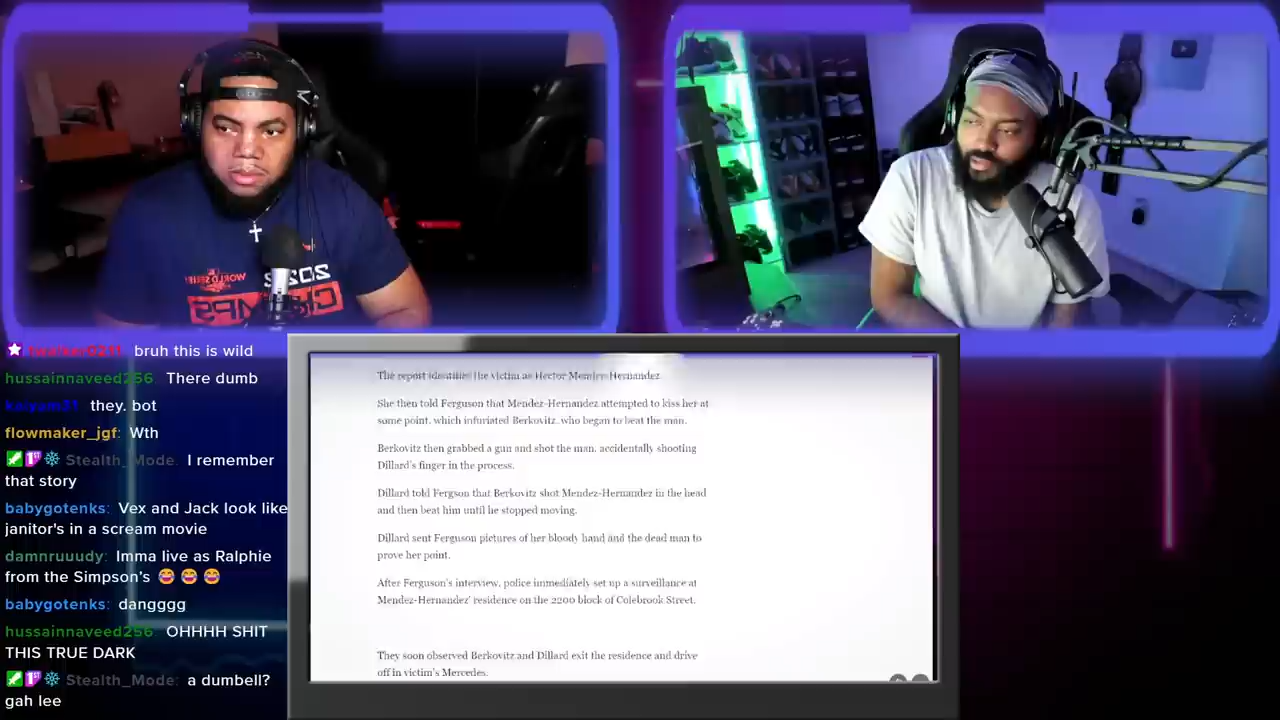 bruh this is wild
hussainnaveed256: There dumb
they. bot
flowmaker_jgf: Wth
Stealth_Mode: I remember
that story
babygotenks: Vex and Jack look like
janitor's in a scream movie
damnruuudy: Imma live as Ralphie
from the Simpson's 😂 😂 😂
babygotenks: dangggg
hussainnaveed256: OHHHH SHIT
THIS TRUE DARK
Stealth_Mode: a dumbell?
gah lee
The report identified the victim as Hector Mendez-Hernandez.
She then told Ferguson that Mendez-Hernandez attempted to kiss her at
some point, which infuriated Berkovitz, who began to beat the man.
Berkovitz then grabbed a gun and shot the man, accidentally shooting
Dillard's finger in the process.
Dillard told Fergson that Berkovitz shot Mendez-Hernandez in the head
and then beat him until he stopped moving.
Dillard sent Ferguson pictures of her bloody hand and the dead man to
prove her point.
After Ferguson's interview, police immediately set up a surveillance at
Mendez-Hernandez' residence on the 2200 block of Colebrook Street.
They soon observed Berkovitz and Dillard exit the residence and drive
off in victim's Mercedes.
WORLD SERIES
2022
CHAMPS